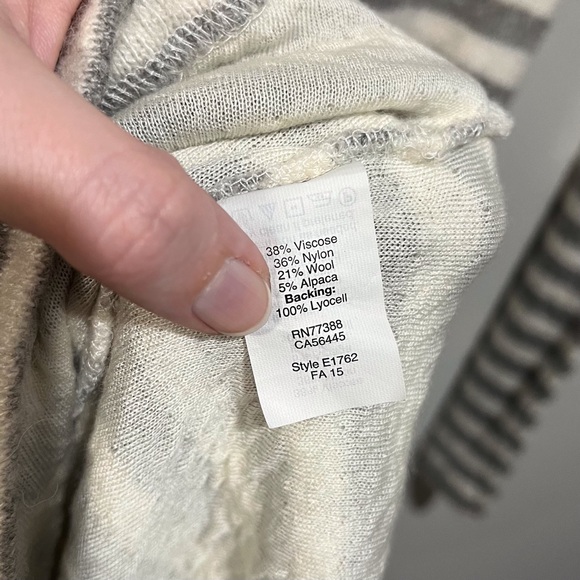 38% Viscose
36% Nylon
21% Wool
5% Alpaca
Backing:
100% Lyocell
RN77388
CA56445
Style E1762
FA 15